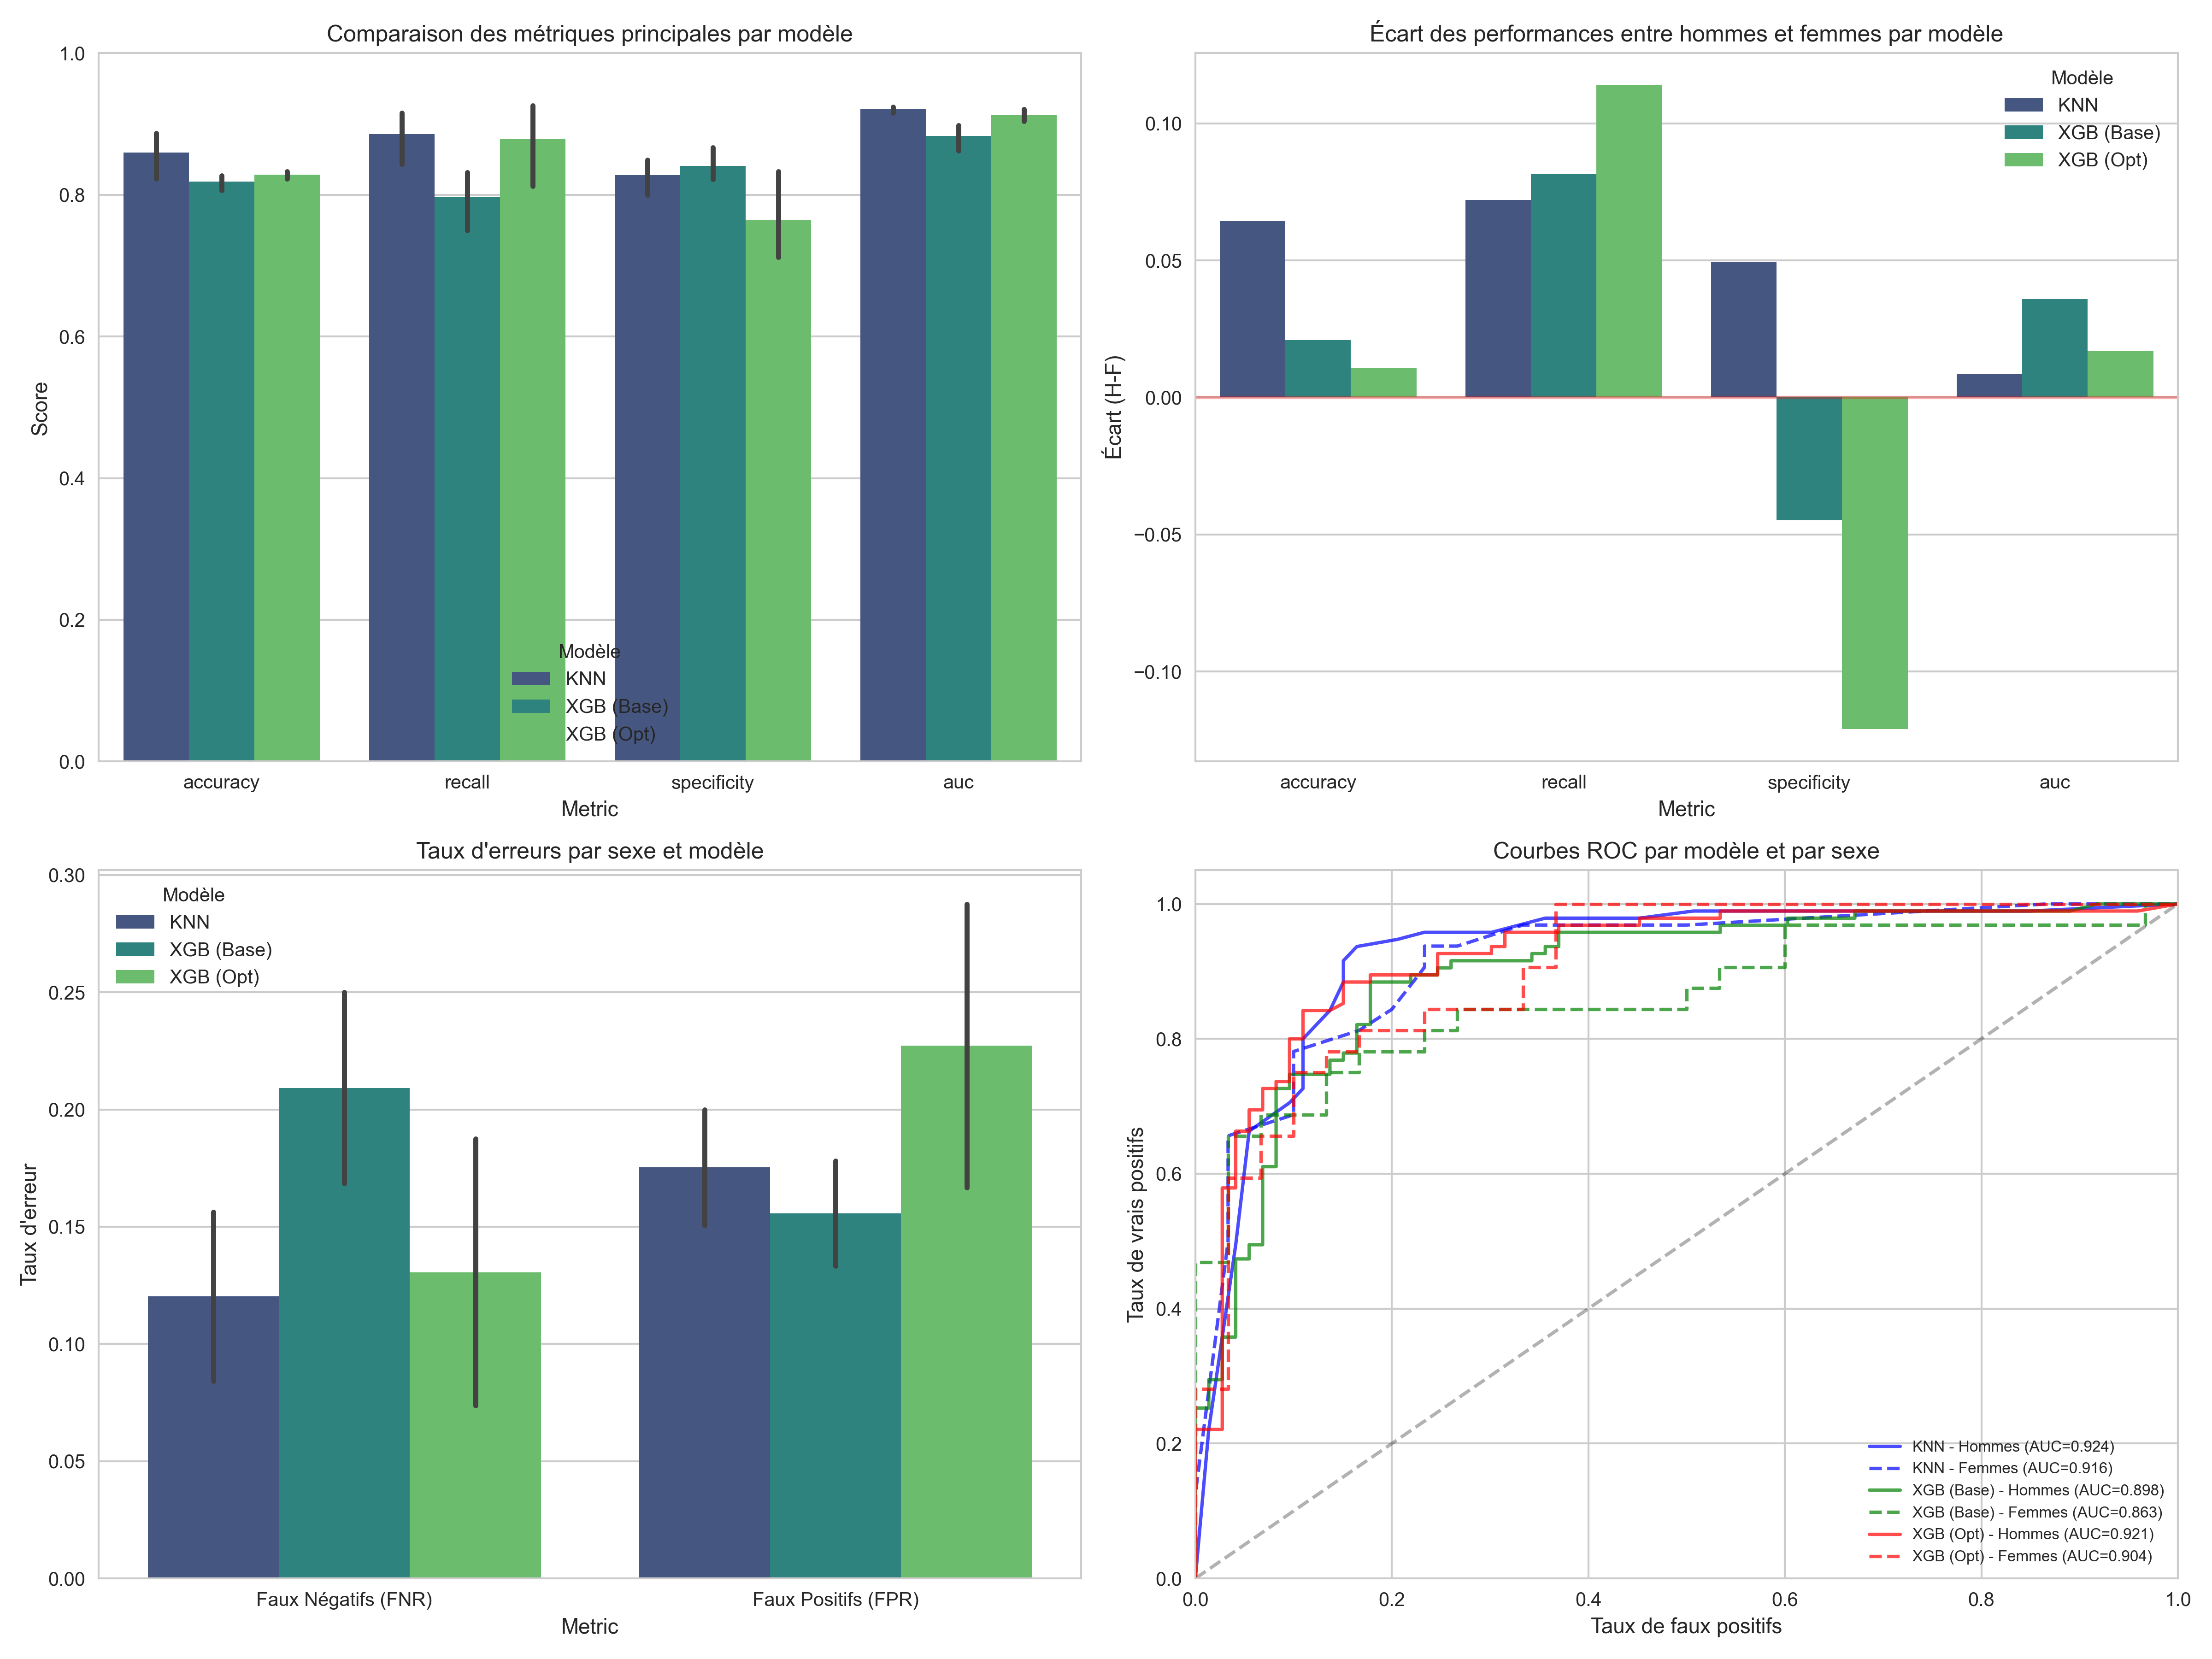 Comparaison des métriques principales par modèle
Score
1.0
0.8
0.6
0.4
0.2
0.0
Modèle
KNN
XGB (Base)
XGB (Opt)
accuracy recall specificity auc
Metric
Écart des performances entre hommes et femmes par modèle
Écart (H-F)
0.10
0.05
0.00
−0.05
−0.10
Modèle
KNN
XGB (Base)
XGB (Opt)
accuracy recall specificity auc
Metric
Taux d'erreurs par sexe et modèle
Taux d'erreur
0.30
0.25
0.20
0.15
0.10
0.05
0.00
Modèle
KNN
XGB (Base)
XGB (Opt)
Faux Négatifs (FNR) Faux Positifs (FPR)
Metric
Courbes ROC par modèle et par sexe
Taux de vrais positifs
1.0
0.8
0.6
0.4
0.2
0.0
KNN - Hommes (AUC=0.924)
KNN - Femmes (AUC=0.916)
XGB (Base) - Hommes (AUC=0.898)
XGB (Base) - Femmes (AUC=0.863)
XGB (Opt) - Hommes (AUC=0.921)
XGB (Opt) - Femmes (AUC=0.904)
0.0 0.2 0.4 0.6 0.8 1.0
Taux de faux positifs